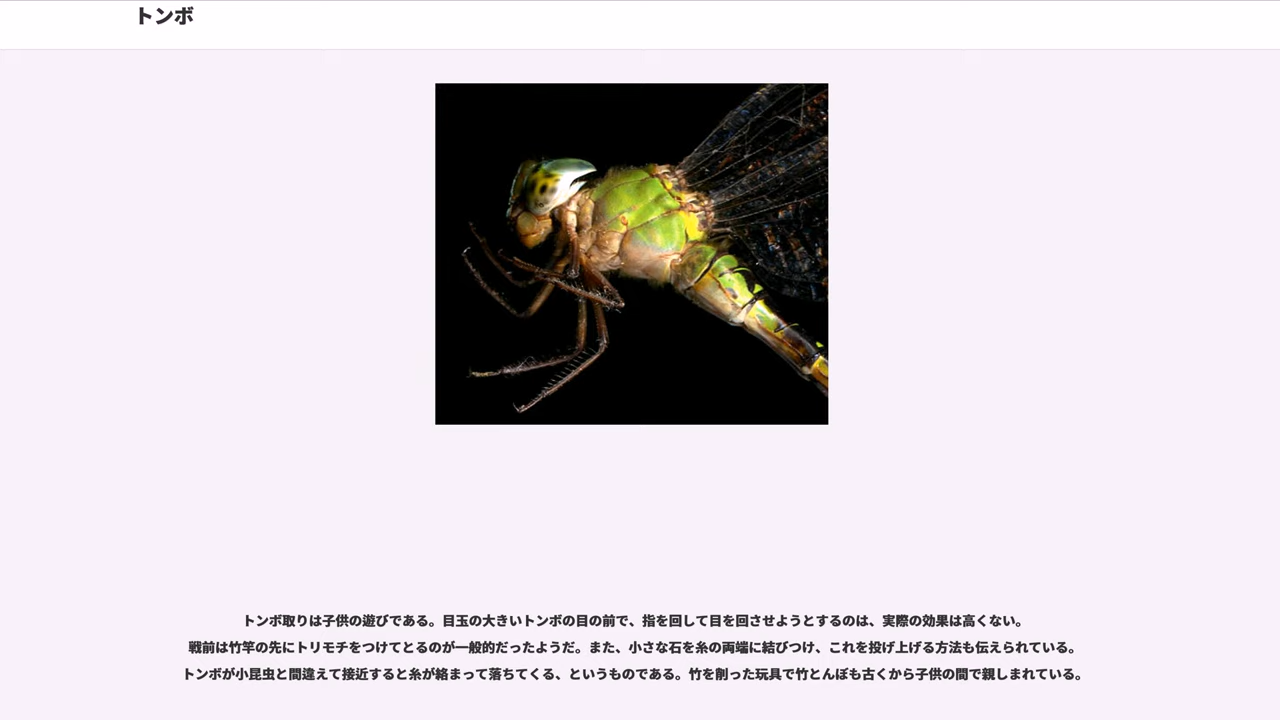 トンボ
トンボ取りは子供の遊びである。目玉の大きいトンボの目の前で、指を回して目を回させようとするのは、実際の効果は高くない。
戦前は竹竿の先にトリモチをつけてとるのが一般的だったようだ。また、小さな石を糸の両端に結びつけ、これを投げ上げる方法も伝えられている。
トンボが小昆虫と間違えて接近すると糸が絡まって落ちてくる、というものである。竹を削った玩具で竹とんぼも古くから子供の間で親しまれている。